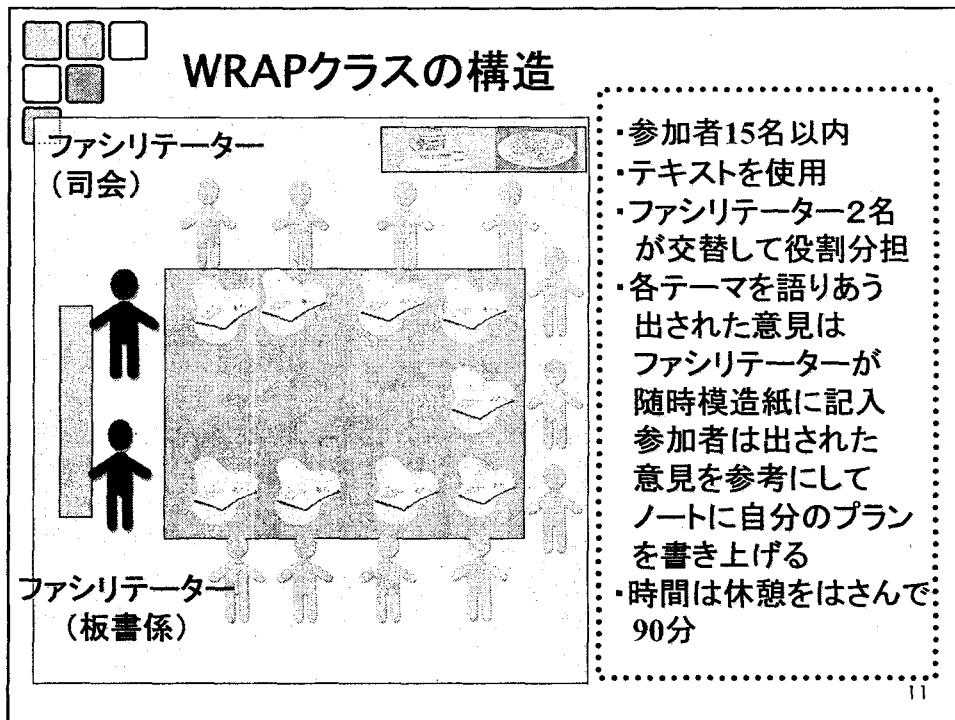 WRAPクラスの構造
ファシリテーター
（司会）
ファシリテーター
（板書係）
・参加者15名以内
・テキストを使用
・ファシリテーター２名
が交替して役割分担
・各テーマを語りあう
出された意見は
ファシリテーターが
随時模造紙に記入
参加者は出された
意見を参考にして
ノートに自分のプラン
を書き上げる
・時間は休憩をはさんで
90分
11